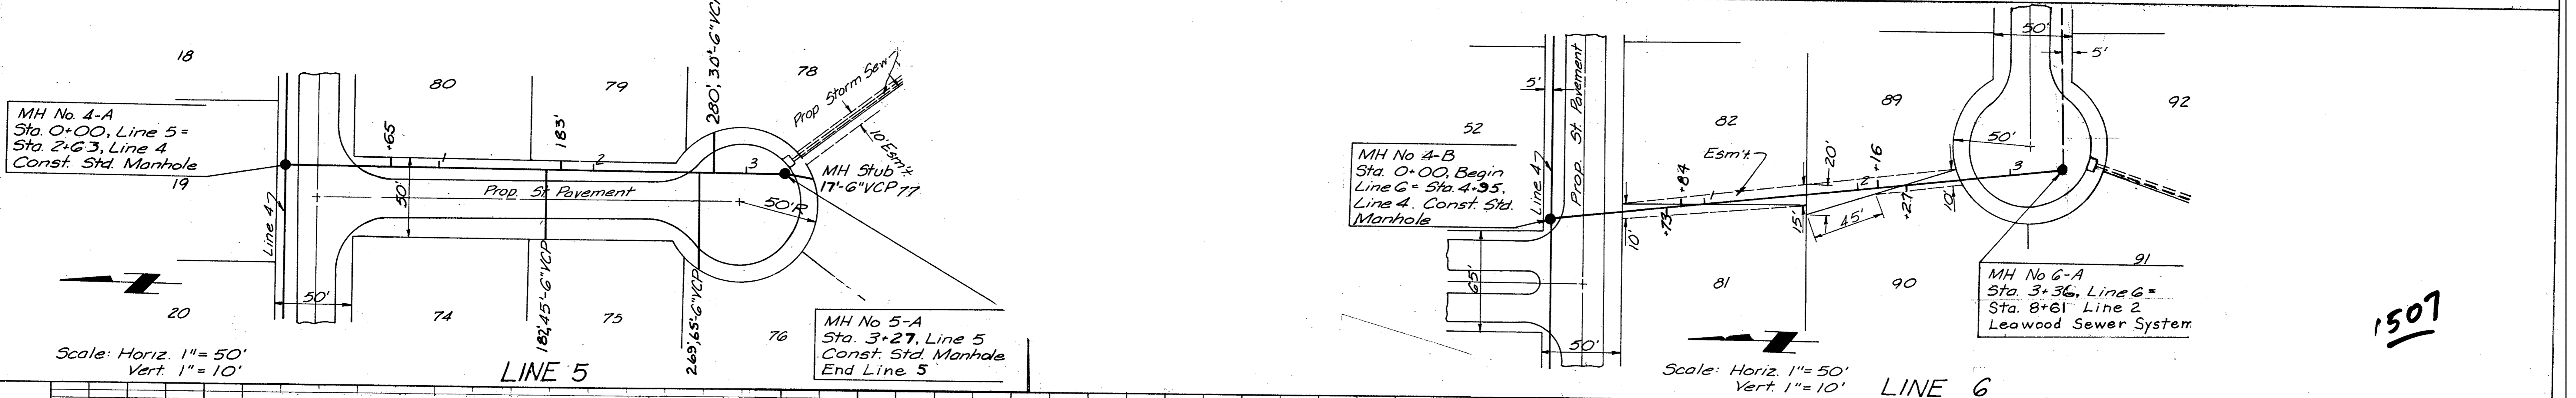 18
80
79
78
280', 30'-6"VCP
Prop Storm Sew
MH No. 4-A
Sta. 0+00, Line 5 =
Sta. 2+63, Line 4
Const. Std. Manhole
+65
1
183'
2
3
10' Esm't
MH Stub
17'-6"VCP
77
19
50'
Prop. St Pavement
50'R
Line 4
50'
20
74
182', 45'-6"VCP
75
269', 65'-6"VCP
76
MH No 5-A
Sta. 3+27, Line 5
Const. Std. Manhole
End Line 5
Scale: Horiz. 1"= 50'
Vert. 1"= 10'
LINE 5
50'
5'
5'
Prop St Pavement
89
92
52
82
MH No 4-B
Sta. 0+00, Begin
Line 6 = Sta. 4+95,
Line 4. Const. Std.
Manhole
Line 4
Esm't.
50'
20'
+16
+84
1
2
3
10'
+73
15'
45'
+27
10'
65'
81
90
91
MH No 6-A
Sta. 3+36, Line 6 =
Sta. 8+61 Line 2
Leawood Sewer System
50'
Scale: Horiz. 1"= 50'
Vert. 1"= 10'
LINE 6
1507